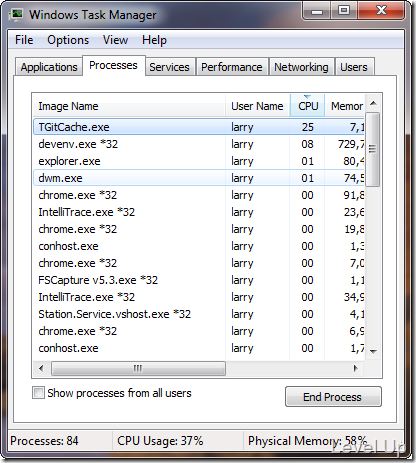 Windows Task Manager
File Options View Help
Applications Processes Services Performance Networking Users
Image Name User Name CPU Memor
TGitCache.exe larry 25 7,1
devenv.exe *32 larry 08 729,7
explorer.exe larry 01 80,4
dwm.exe larry 01 74,5
chrome.exe *32 larry 00 91,8
IntelliTrace.exe *32 larry 00 23,6
chrome.exe *32 larry 00 19,8
conhost.exe larry 00 1,3
chrome.exe *32 larry 00 7,0
FSCapture v5.3.exe *32 larry 00 1,1
IntelliTrace.exe *32 larry 00 34,9
Station.Service.vshost.exe *32 larry 00 4,1
chrome.exe *32 larry 00 6,9
conhost.exe larry 00 1,7
Show processes from all users
End Process
Processes: 84 CPU Usage: 37% Physical Memory: 58%
Level Up